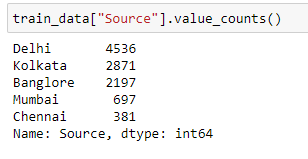 train_data["Source"].value_counts()
Delhi 4536
Kolkata 2871
Banglore 2197
Mumbai 697
Chennai 381
Name: Source, dtype: int64